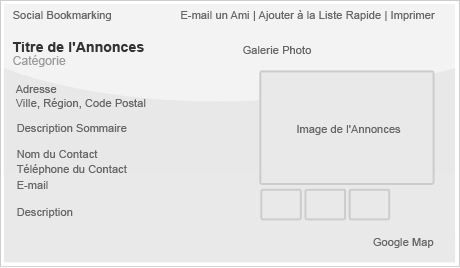 Social Bookmarking
E-mail un Ami | Ajouter à la Liste Rapide | Imprimer
Titre de l'Annonces
Catégorie
Galerie Photo
Adresse
Ville, Région, Code Postal
Description Sommaire
Image de l'Annonces
Nom du Contact
Téléphone du Contact
E-mail
Description
Google Map